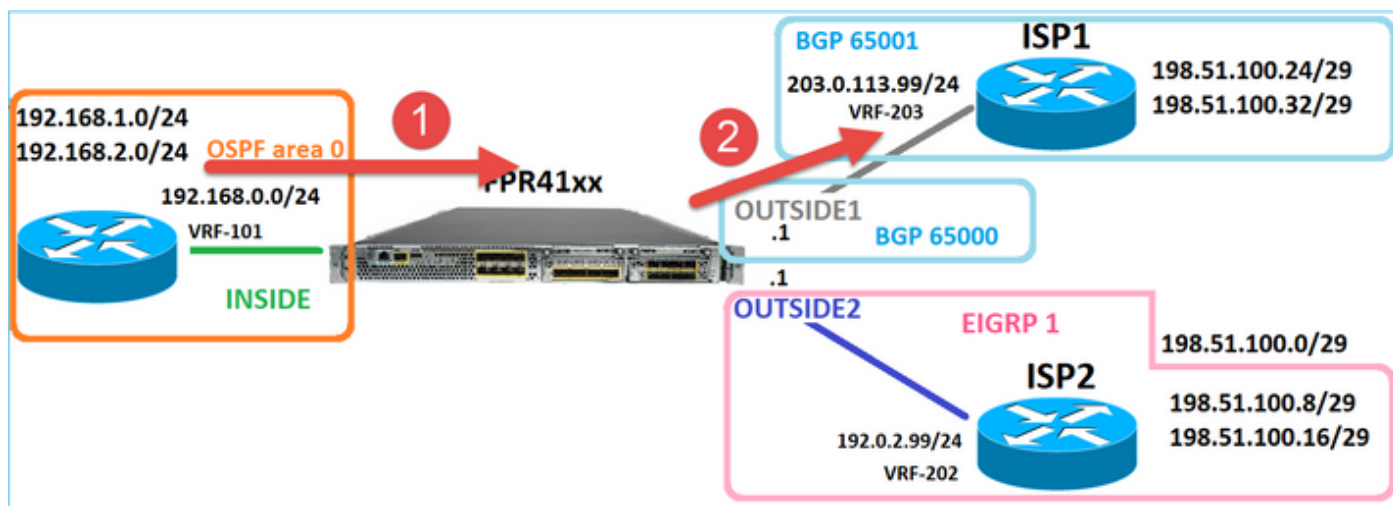 BGP 65001
ISP1
203.0.113.99/24
VRF-203
198.51.100.24/29
198.51.100.32/29
192.168.1.0/24
192.168.2.0/24
OSPF area 0
1
2
192.168.0.0/24
VRF-101
INSIDE
FPR41xx
OUTSIDE1
.1
BGP 65000
.1
OUTSIDE2
EIGRP 1
198.51.100.0/29
ISP2
198.51.100.8/29
198.51.100.16/29
192.0.2.99/24
VRF-202